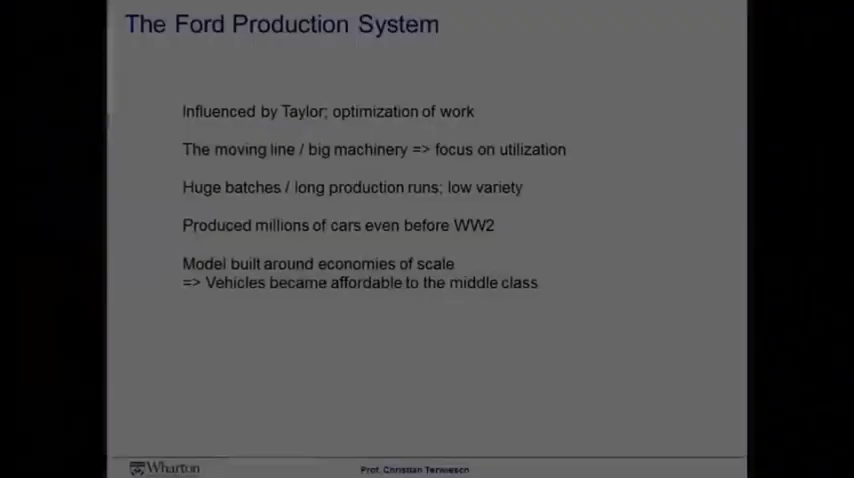 The Ford Production System
Influenced by Taylor; optimization of work
The moving line / big machinery => focus on utilization
Huge batches / long production runs; low variety
Produced millions of cars even before WW2
Model built around economies of scale
=> Vehicles became affordable to the middle class
Wharton
Prof. Christian Terwiesch